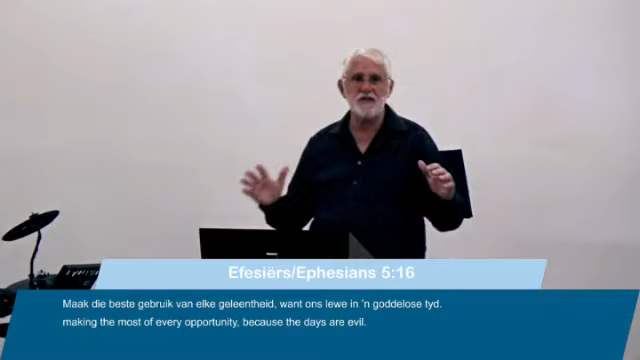 Efesiërs/Ephesians 5:16
Maak die beste gebruik van elke geleentheid, want ons lewe in 'n goddelose tyd.
making the most of every opportunity, because the days are evil.